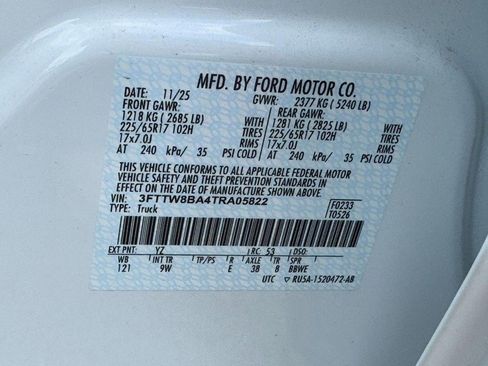 MFD. BY FORD MOTOR CO.
DATE: 11/25 GVWR: 2377 KG ( 5240 LB)
FRONT GAWR: REAR GAWR:
1218 KG ( 2685 LB) WITH 1281 KG ( 2825 LB) WITH
225/65R17 102H TIRES 225/65R17 102H TIRES
17x7.0J RIMS 17x7.0J RIMS
AT 240 kPa/ 35 PSI COLD AT 240 kPa/ 35 PSI COLD
THIS VEHICLE CONFORMS TO ALL APPLICABLE FEDERAL MOTOR
VEHICLE SAFETY, BUMPER, AND THEFT PREVENTION STANDARDS IN
EFFECT ON THE DATE OF MANUFACTURE SHOWN ABOVE.
VIN: 3FTTW8BA4TRA05822 F0233
TYPE: Truck T0526
EXT PNT: YZ RC: 53 DSO:
WB INT TR TP/PS R AXLE TR SPR
121 9W E 38 8 BBWE
UTC RU5A-1520472-AB